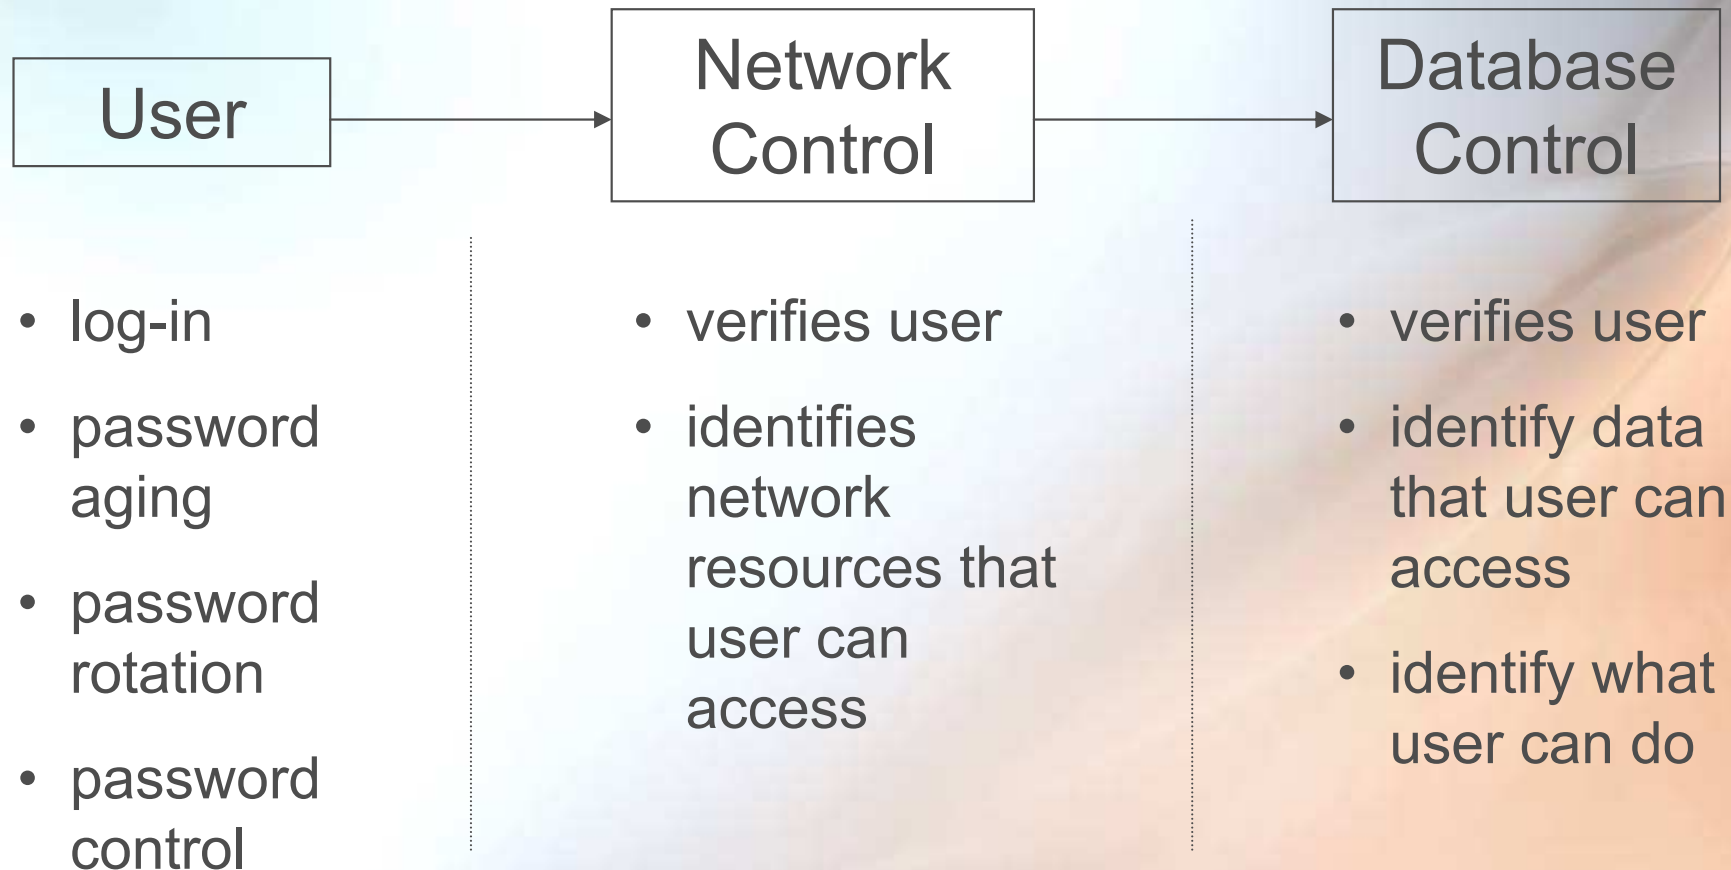 User
Network
Control
Database
Control
• log-in
• password
aging
• password
rotation
• password
control
• verifies user
• identifies
network
resources that
user can
access
• verifies user
• identify data
that user can
access
• identify what
user can do